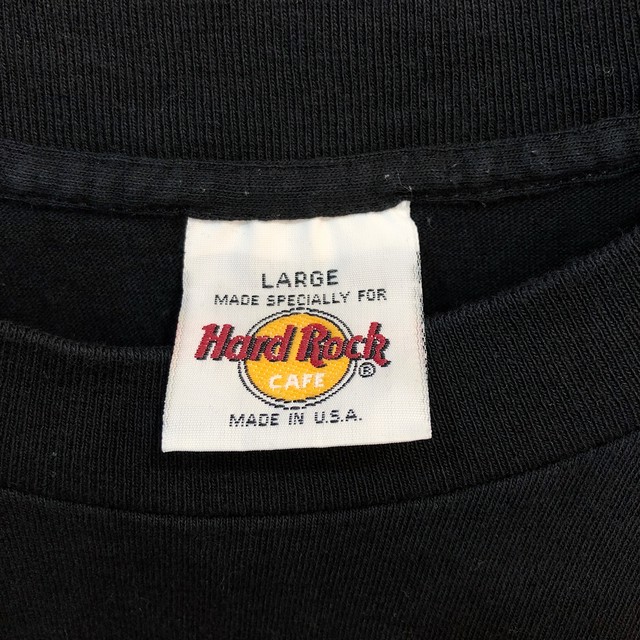 LARGE
MADE SPECIALLY FOR
Hard Rock
CAFE ®
MADE IN U.S.A.